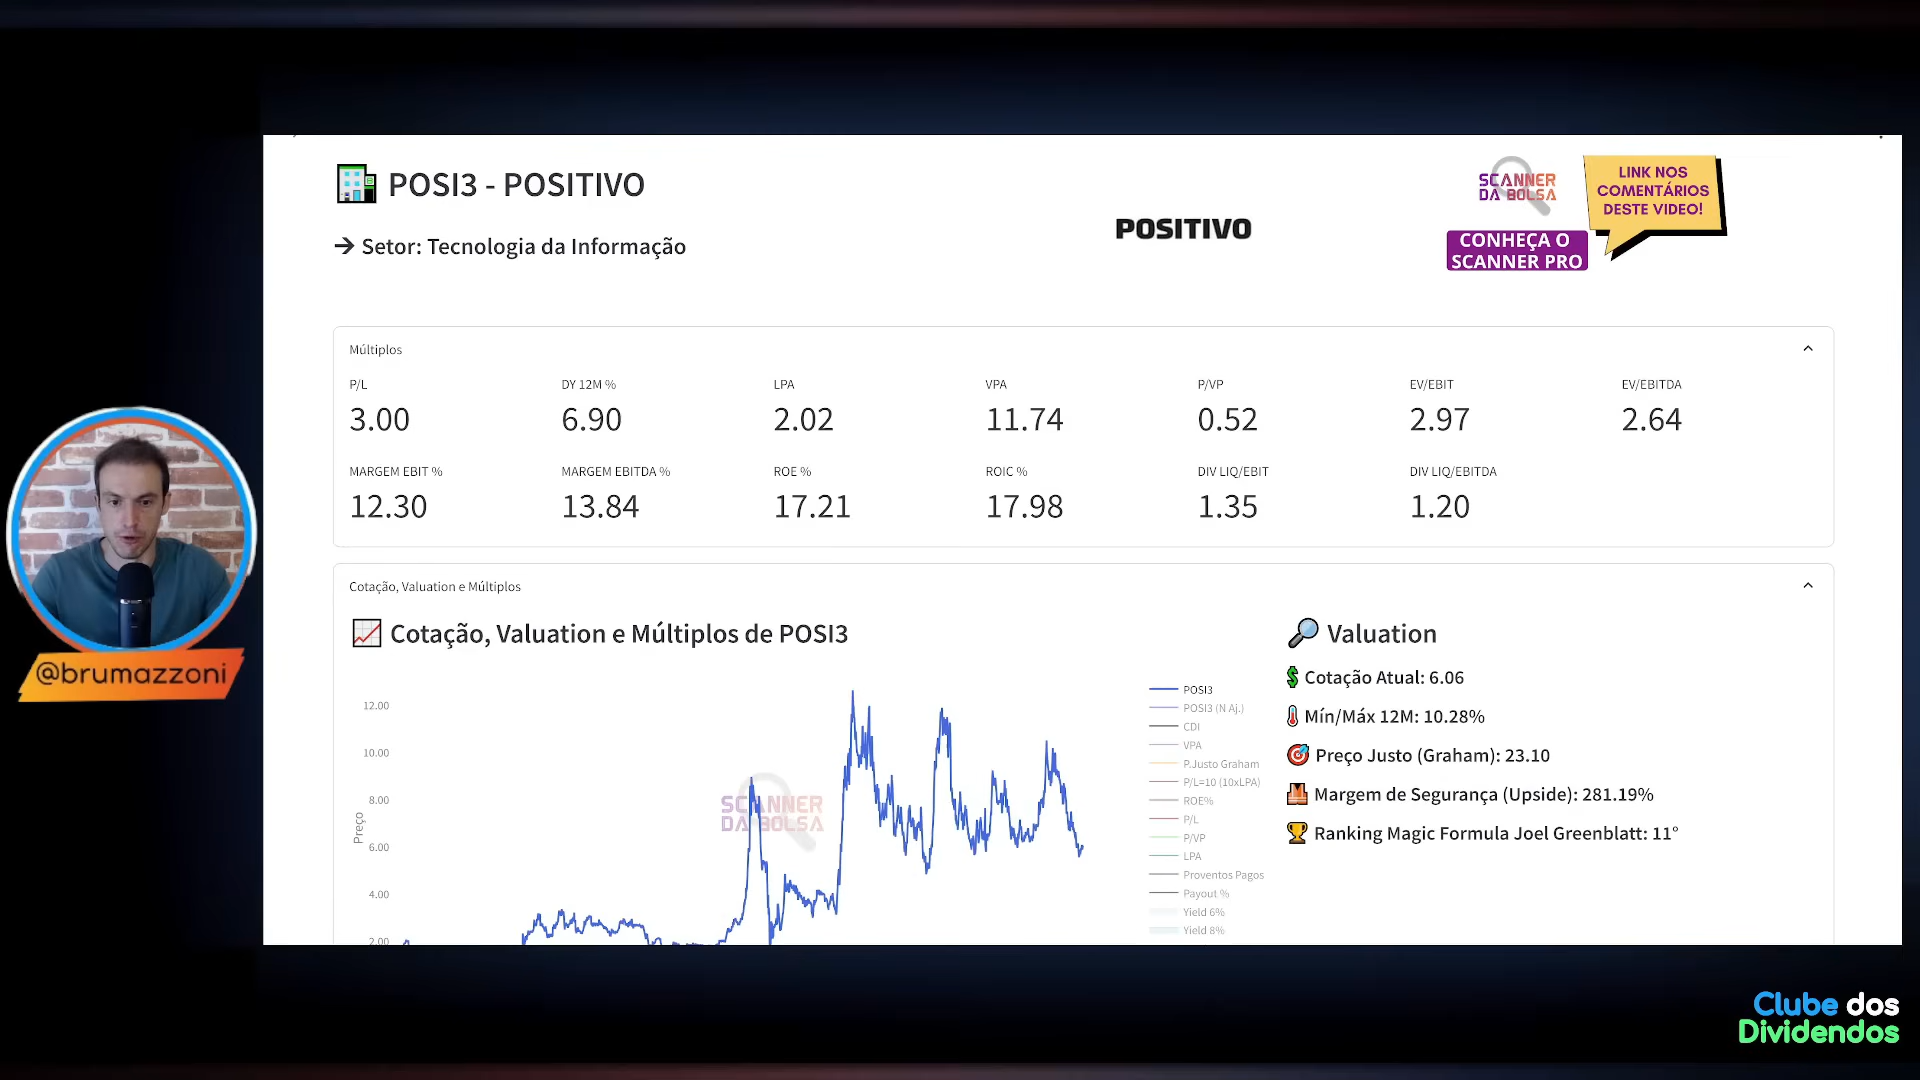 POSI3 - POSITIVO
→ Setor: Tecnologia da Informação
POSITIVO
SCANNER
DA BOLSA
CONHEÇA O
SCANNER PRO
LINK NOS
COMENTÁRIOS
DESTE VIDEO!
Múltiplos
P/L
DY 12M %
LPA
VPA
P/VP
EV/EBIT
EV/EBITDA
3.00
6.90
2.02
11.74
0.52
2.97
2.64
MARGEM EBIT %
MARGEM EBITDA %
ROE %
ROIC %
DIV LIQ/EBIT
DIV LIQ/EBITDA
12.30
13.84
17.21
17.98
1.35
1.20
Cotação, Valuation e Múltiplos
Cotação, Valuation e Múltiplos de POSI3
Preço
12.00
10.00
8.00
6.00
4.00
2.00
SCANNER
DA BOLSA
POSI3
POSI3 (N Aj.)
CDI
VPA
P.Justo Graham
P/L=10 (10xLPA)
ROE%
P/L
P/VP
LPA
Proventos Pagos
Payout %
Yield 6%
Yield 8%
Valuation
Cotação Atual: 6.06
Mín/Máx 12M: 10.28%
Preço Justo (Graham): 23.10
Margem de Segurança (Upside): 281.19%
Ranking Magic Formula Joel Greenblatt: 11°
@brumazzoni
Clube dos
Dividendos